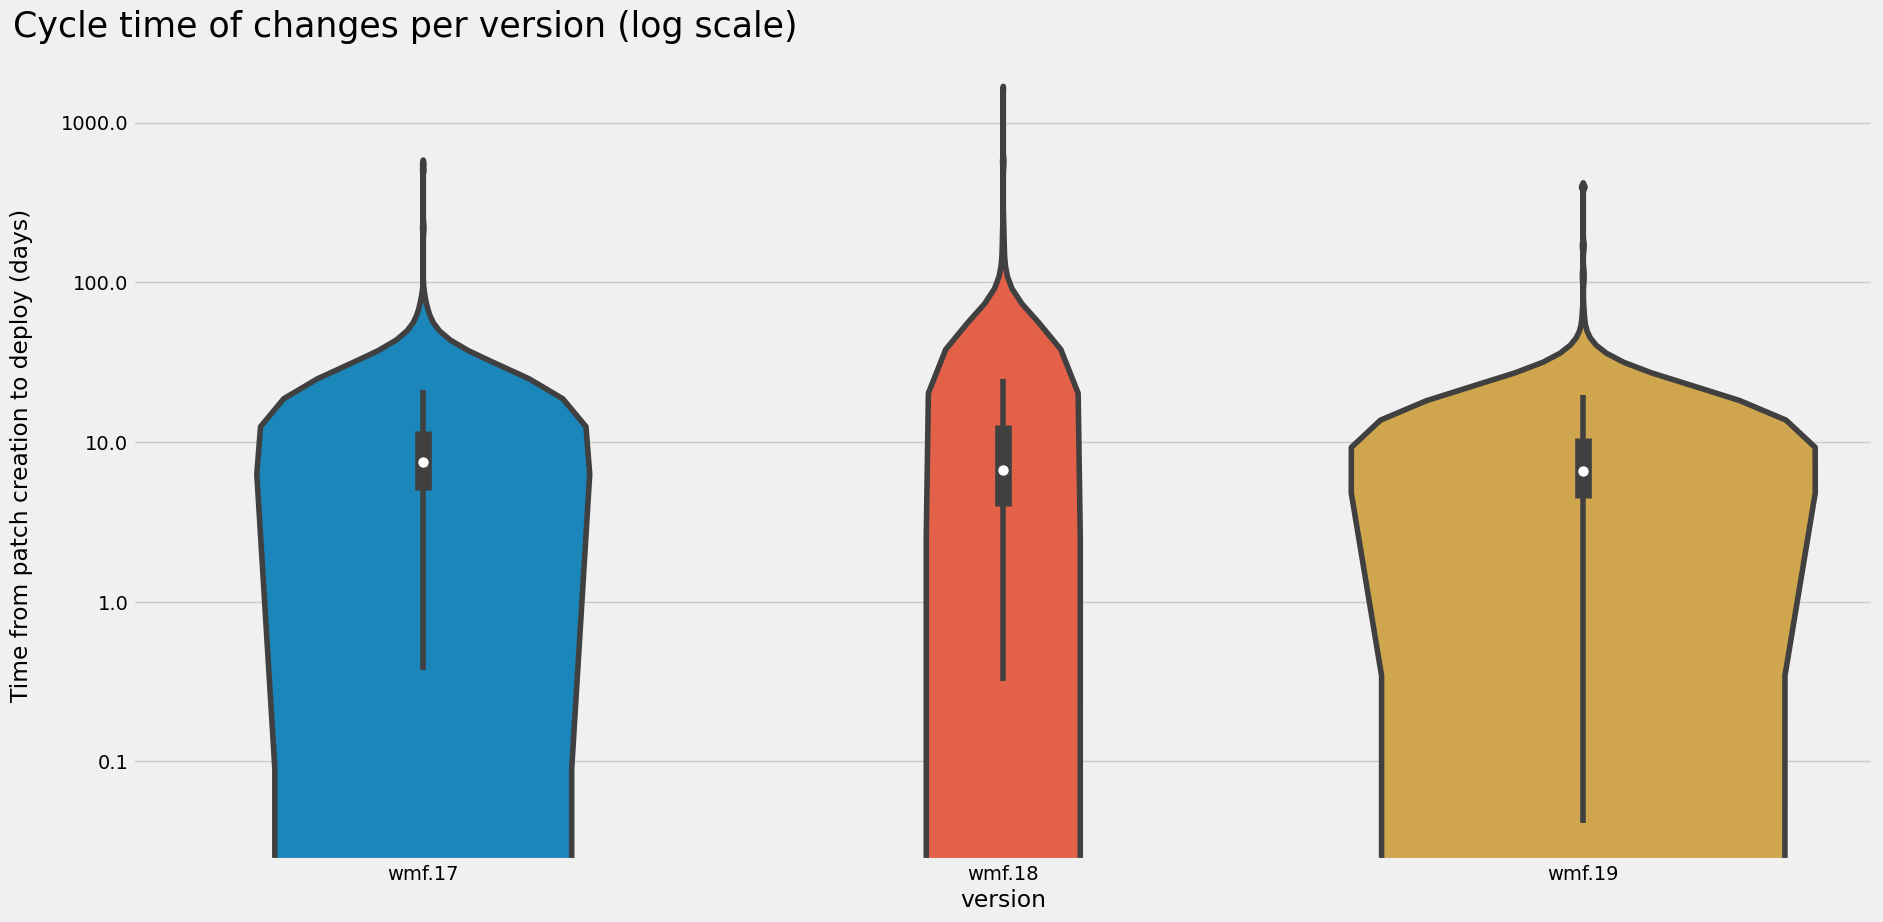 Cycle time of changes per version (log scale)
Time from patch creation to deploy (days)
1000.0
100.0
10.0
1.0
0.1
wmf.17
wmf.18
wmf.19
version